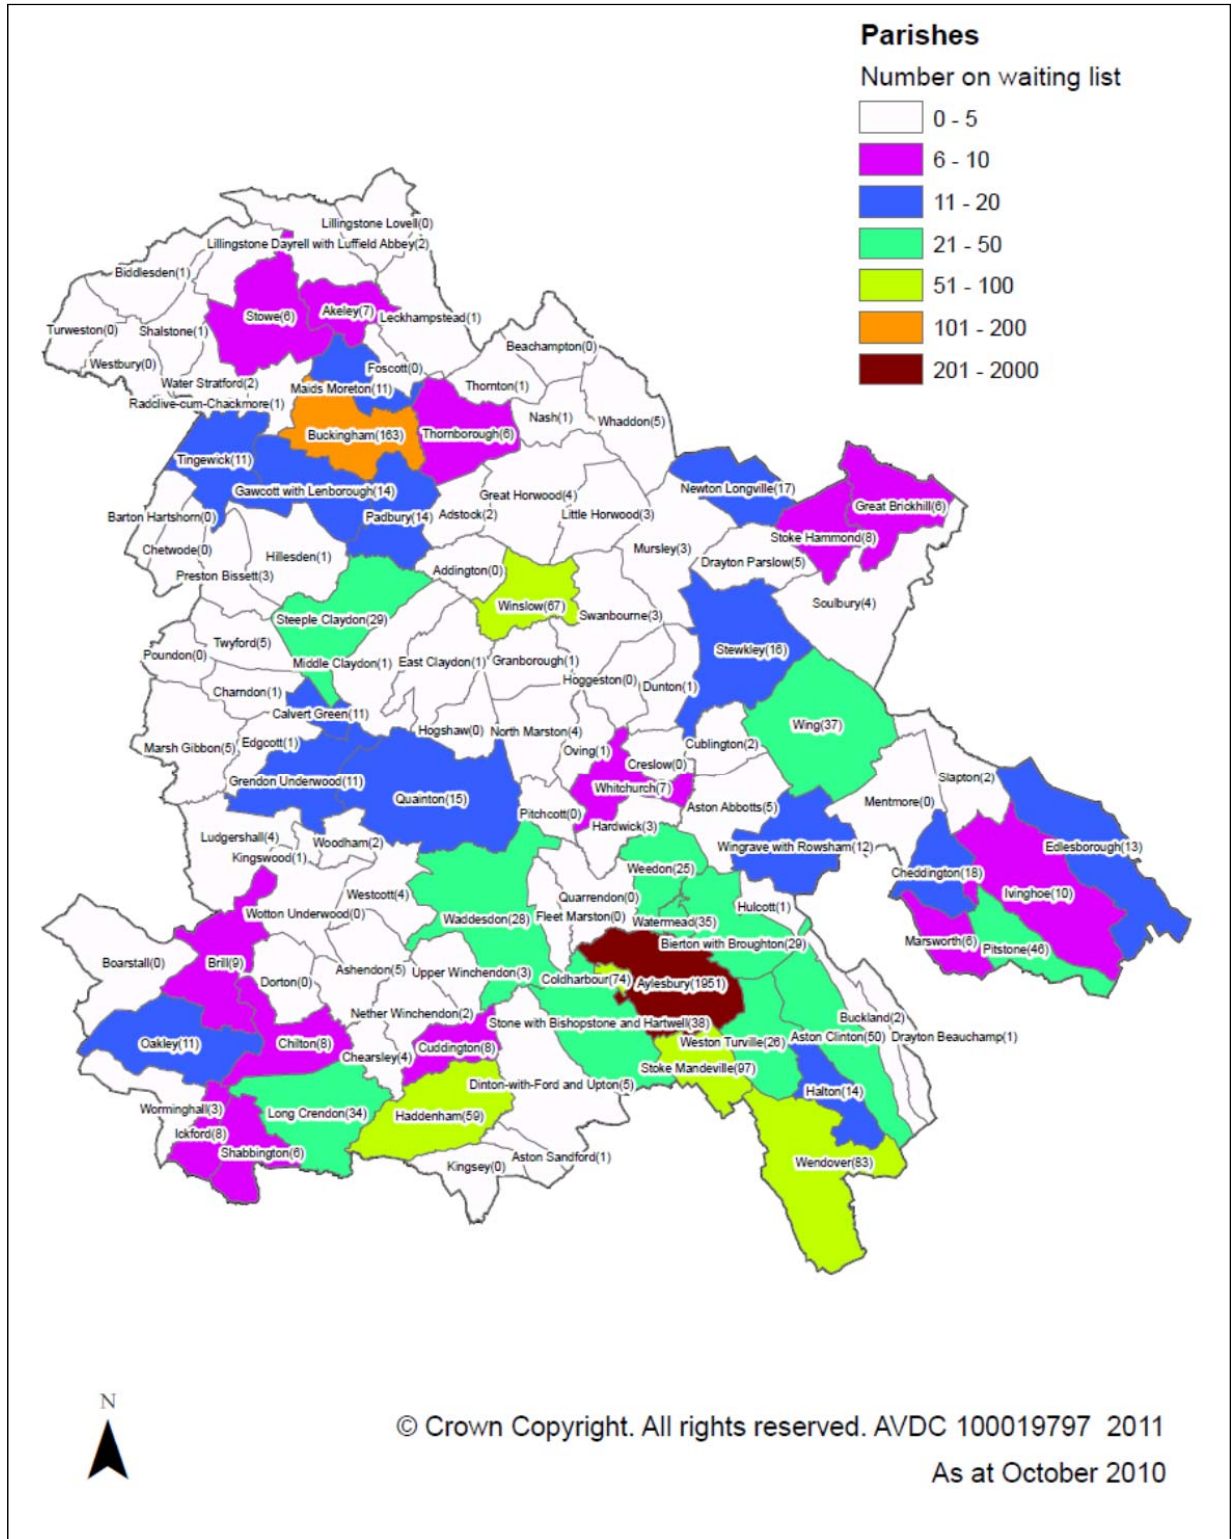 Parishes
Number on waiting list
0 - 5
6 - 10
11 - 20
21 - 50
51 - 100
101 - 200
201 - 2000
Lillingstone Lovell(0)
Lillingstone Dayrell with Luffield Abbey(2)
Biddlesden(1)
Stowe(6)
Akeley(7)
Leckhampstead(1)
Turweston(0)
Shalstone(1)
Westbury(0)
Beachampton(0)
Foscott(0)
Water Stratford(2)
Maids Moreton(11)
Thornton(1)
Radclive-cum-Chackmore(1)
Nash(1)
Whaddon(5)
Buckingham(163)
Thornborough(6)
Tingewick(11)
Gawcott with Lenborough(14)
Newton Longville(17)
Great Horwood(4)
Great Brickhill(6)
Barton Hartshorn(0)
Padbury(14)
Adstock(2)
Little Horwood(3)
Stoke Hammond(8)
Chetwode(0)
Hillesden(1)
Mursley(3)
Drayton Parslow(5)
Preston Bissett(3)
Addington(0)
Winslow(67)
Soulbury(4)
Steeple Claydon(29)
Swanbourne(3)
Twyford(5)
Poundon(0)
Middle Claydon(1)
East Claydon(1)
Granborough(1)
Stewkley(16)
Hoggeston(0)
Dunton(1)
Charndon(1)
Calvert Green(11)
Wing(37)
Hogshaw(0)
North Marston(4)
Marsh Gibbon(5)
Edgcott(1)
Oving(1)
Cublington(2)
Creslow(0)
Grendon Underwood(11)
Whitchurch(7)
Slapton(2)
Quainton(15)
Pitchcott(0)
Aston Abbotts(5)
Mentmore(0)
Hardwick(3)
Ludgershall(4)
Woodham(2)
Wingrave with Rowsham(12)
Edlesborough(13)
Kingswood(1)
Weedon(25)
Cheddington(18)
Ivinghoe(10)
Westcott(4)
Quarrendon(0)
Hulcott(1)
Wotton Underwood(0)
Waddesdon(28)
Fleet Marston(0)
Watermead(35)
Marsworth(6)
Bierton with Broughton(29)
Pitstone(46)
Boarstall(0)
Brill(9)
Ashendon(5)
Upper Winchendon(3)
Coldharbour(74)
Aylesbury(1951)
Dorton(0)
Nether Winchendon(2)
Stone with Bishopstone and Hartwell(38)
Buckland(2)
Oakley(11)
Chilton(8)
Chearsley(4)
Cuddington(8)
Weston Turville(26)
Aston Clinton(50)
Drayton Beauchamp(1)
Stoke Mandeville(97)
Dinton-with-Ford and Upton(5)
Halton(14)
Worminghall(3)
Long Crendon(34)
Haddenham(59)
Ickford(8)
Shabbington(6)
Aston Sandford(1)
Kingsey(0)
Wendover(83)
N
© Crown Copyright. All rights reserved. AVDC 100019797 2011
As at October 2010